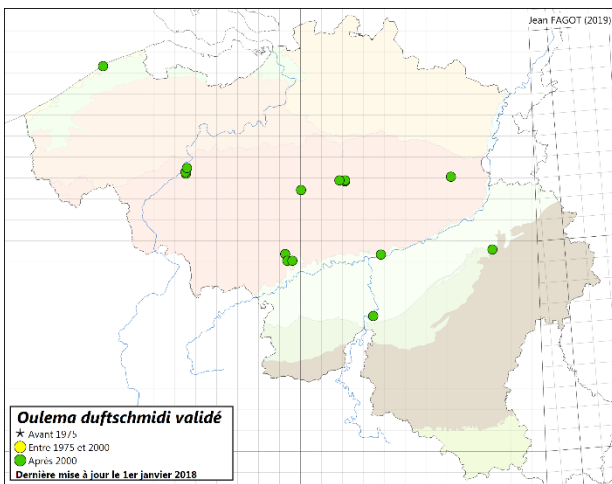 Jean FAGOT (2019)
Oulema duftschmidi validé
Avant 1975
Entre 1975 et 2000
Après 2000
Dernière mise à jour le 1er janvier 2018